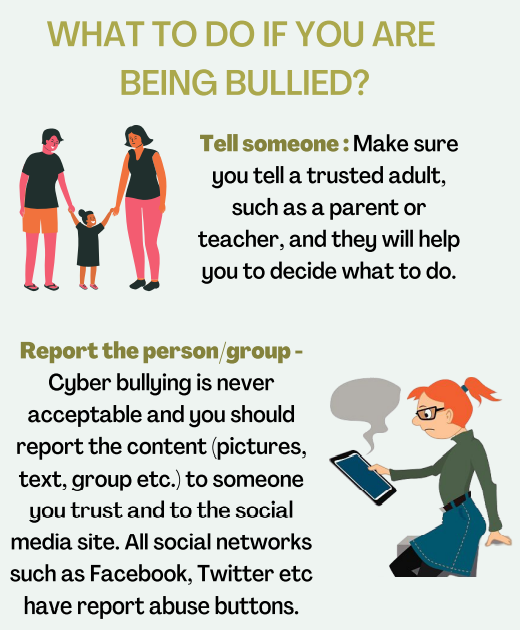 WHAT TO DO IF YOU ARE
BEING BULLIED?
Tell someone : Make sure
you tell a trusted adult,
such as a parent or
teacher, and they will help
you to decide what to do.
Report the person/group -
Cyber bullying is never
acceptable and you should
report the content (pictures,
text, group etc.) to someone
you trust and to the social
media site. All social networks
such as Facebook, Twitter etc
have report abuse buttons.